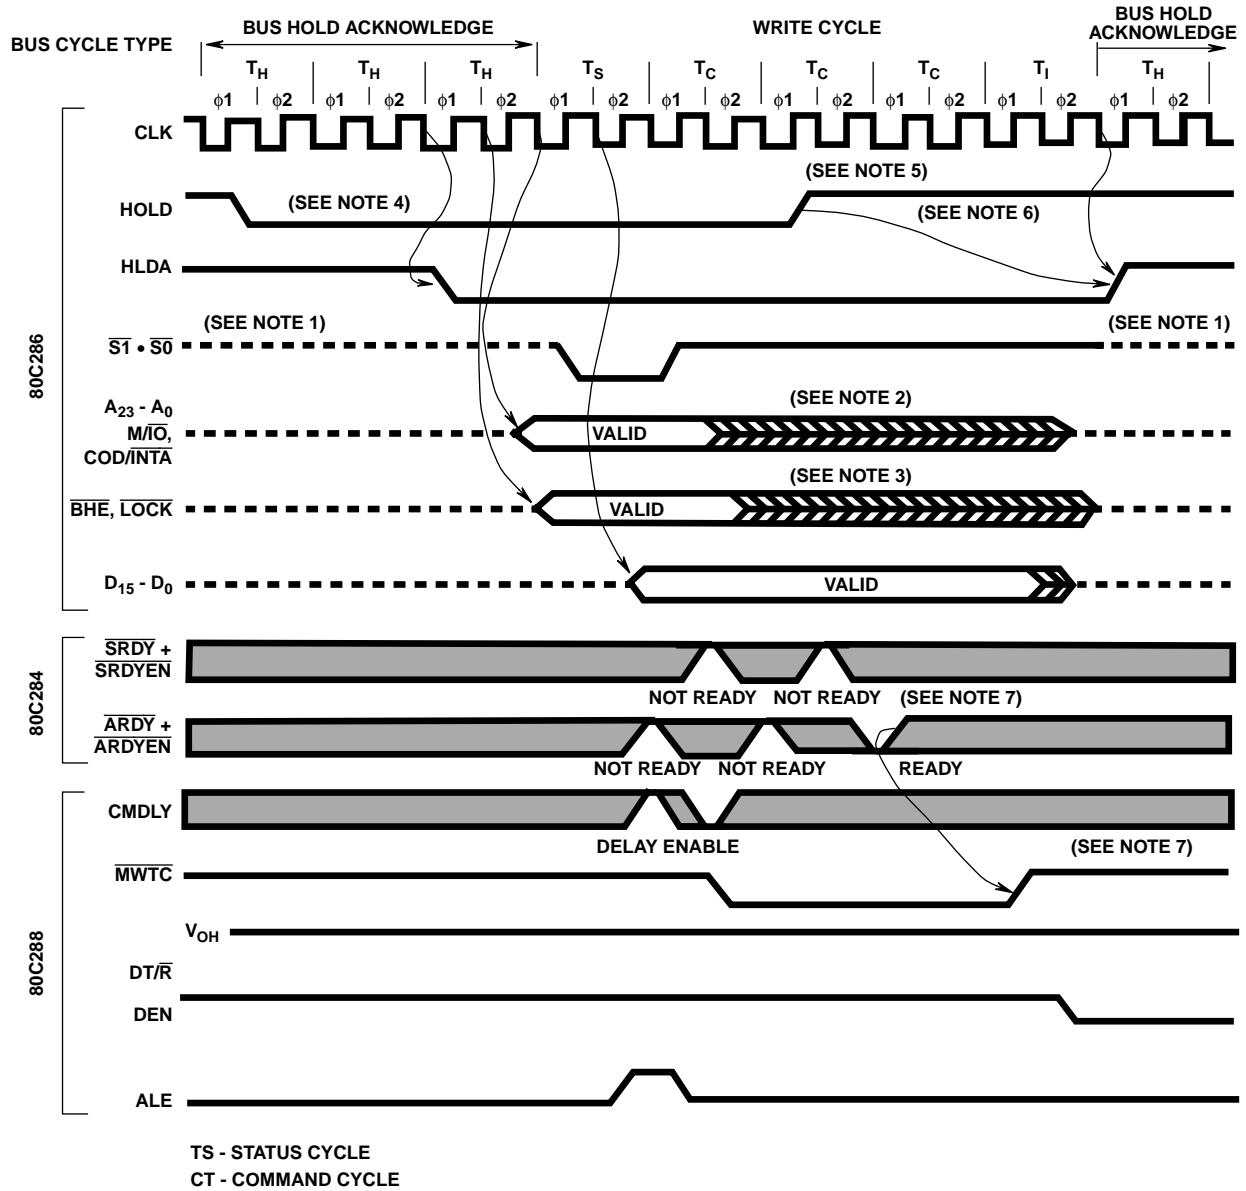 BUS CYCLE TYPE
BUS HOLD ACKNOWLEDGE
WRITE CYCLE
BUS HOLD
ACKNOWLEDGE
TH TH TH TS TC TC TC TI TH
ϕ1 ϕ2 ϕ1 ϕ2 ϕ1 ϕ2 ϕ1 ϕ2 ϕ1 ϕ2 ϕ1 ϕ2 ϕ1 ϕ2 ϕ1 ϕ2 ϕ1 ϕ2
80C286
CLK
(SEE NOTE 5)
HOLD
(SEE NOTE 4)
(SEE NOTE 6)
HLDA
(SEE NOTE 1)
(SEE NOTE 1)
S1 • S0
A23 - A0
M/IO,
COD/INTA
(SEE NOTE 2)
VALID
(SEE NOTE 3)
BHE, LOCK
VALID
D15 - D0
VALID
80C284
SRDY +
SRDYEN
NOT READY NOT READY (SEE NOTE 7)
ARDY +
ARDYEN
NOT READY NOT READY READY
80C288
CMDLY
DELAY ENABLE
(SEE NOTE 7)
MWTC
VOH
DT/R
DEN
ALE
TS - STATUS CYCLE
CT - COMMAND CYCLE